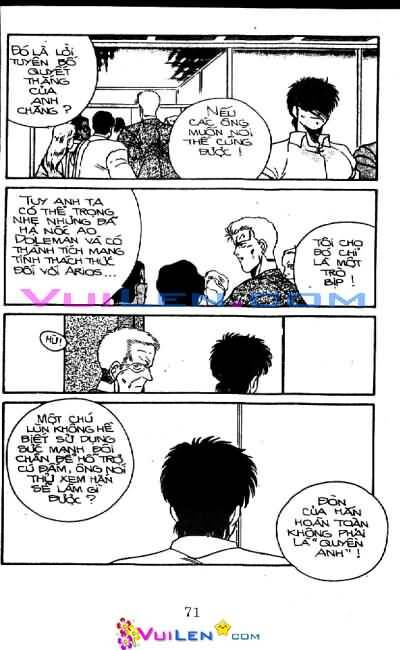 ĐÓ LÀ LỜI
TUYÊN BỐ
QUYẾT
THẮNG
CỦA
ANH
CHĂNG ?
NẾU
CÁC ÔNG
MUỐN NÓI
THẾ CŨNG
ĐƯỢC !
TUY ANH TA
CÓ THỂ TRỌNG
NHẸ NHƯNG ĐÃ
HẠ NỐC AO
DOLEMAN VÀ CÓ
THÀNH TÍCH MANG
TÍNH THÁCH THỨC
ĐỐI VỚI ARIOS...
TÔI CHO
ĐÓ CHỈ
LÀ MỘT
TRÒ
BỊP !
VUILEN.COM
HỪ!
MỘT CHÚ
LÙN KHÔNG HỀ
BIẾT SỬ DỤNG
SỨC MẠNH ĐÔI
CHÂN ĐỂ HỖ TRỢ
CÚ ĐẤM, ÔNG NÓI
THỬ XEM HẮN
SẼ LÀM GÌ
ĐƯỢC ?
ĐÒN
CỦA HẮN
HOÀN TOÀN
KHÔNG PHẢI
LÀ "QUYỀN
ANH" !
71
VUILEN.COM